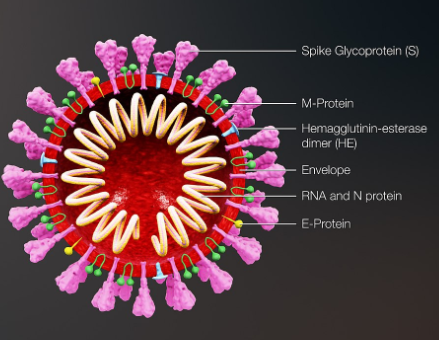 Spike Glycoprotein (S)
M-Protein
Hemagglutinin-esterase
dimer (HE)
Envelope
RNA and N protein
E-Protein